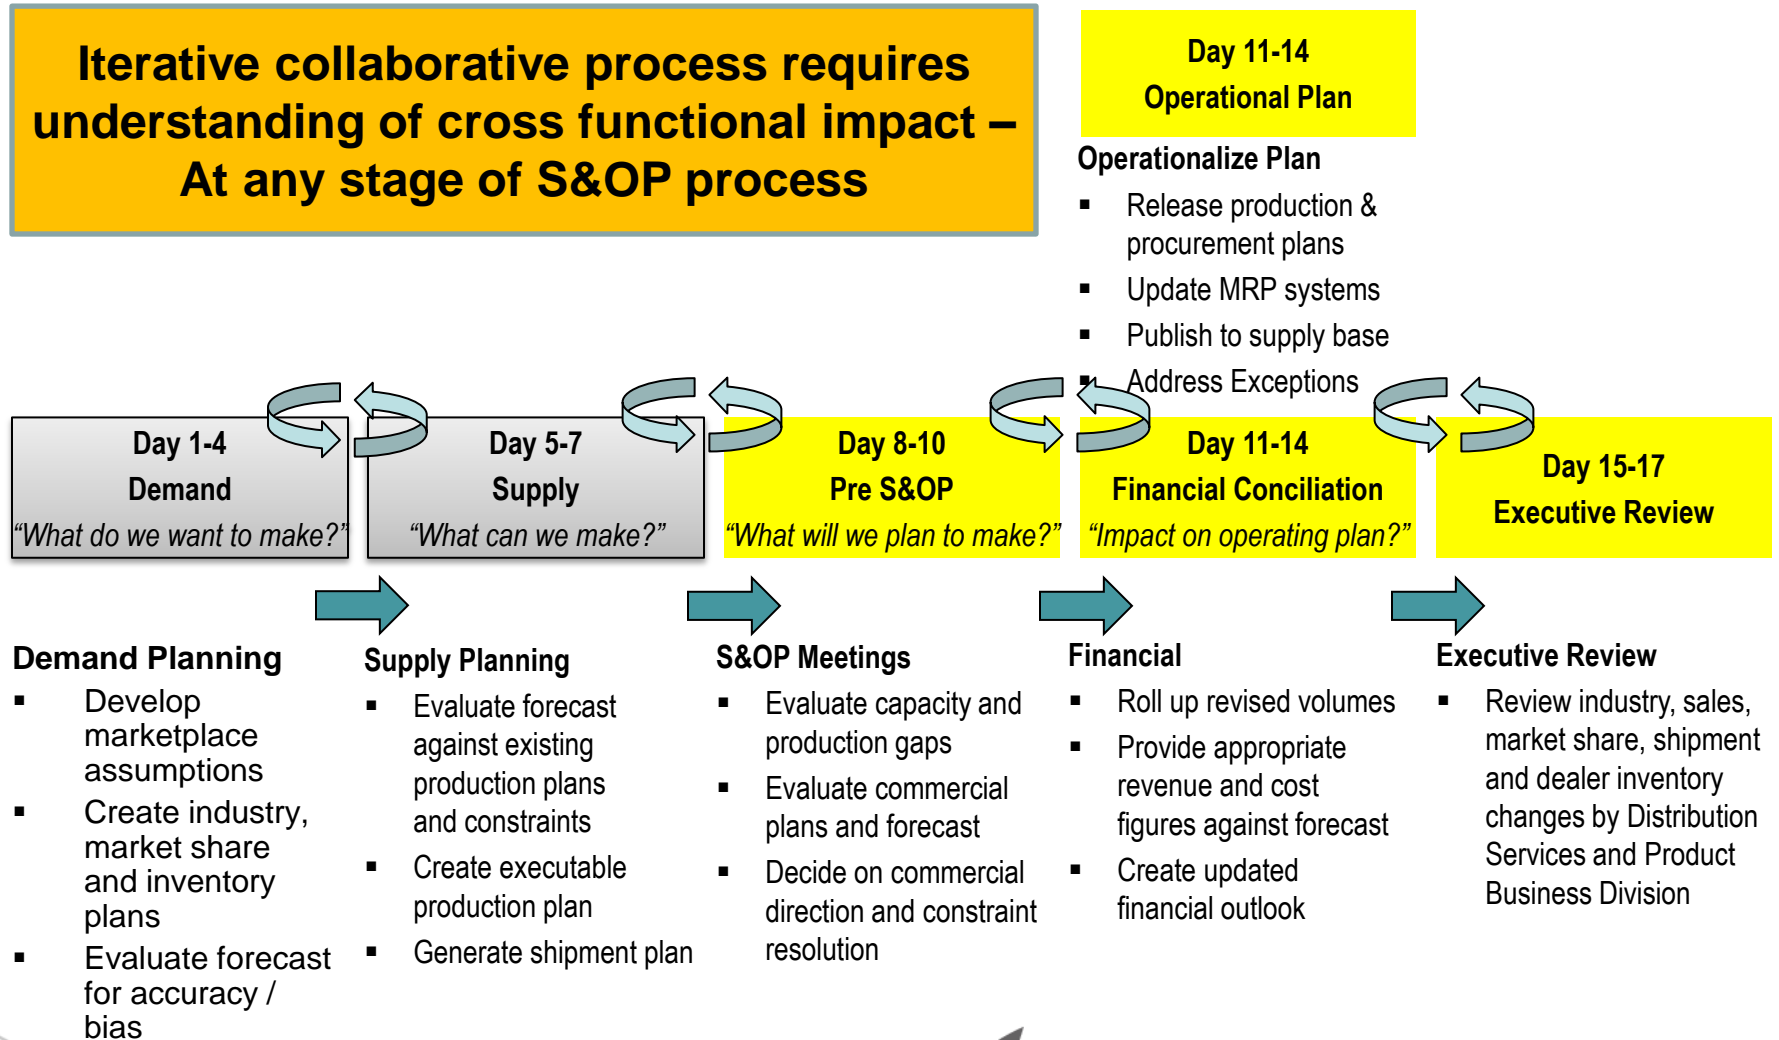 Iterative collaborative process requires
understanding of cross functional impact –
At any stage of S&OP process
Day 11-14
Operational Plan
Operationalize Plan
▪ Release production &
procurement plans
▪ Update MRP systems
▪ Publish to supply base
▪ Address Exceptions
Day 1-4
Demand
“What do we want to make?”
Day 5-7
Supply
“What can we make?”
Day 8-10
Pre S&OP
“What will we plan to make?”
Day 11-14
Financial Conciliation
“Impact on operating plan?”
Day 15-17
Executive Review
Demand Planning
▪ Develop
marketplace
assumptions
▪ Create industry,
market share
and inventory
plans
▪ Evaluate forecast
for accuracy /
bias
Supply Planning
▪ Evaluate forecast
against existing
production plans
and constraints
▪ Create executable
production plan
▪ Generate shipment plan
S&OP Meetings
▪ Evaluate capacity and
production gaps
▪ Evaluate commercial
plans and forecast
▪ Decide on commercial
direction and constraint
resolution
Financial
▪ Roll up revised volumes
▪ Provide appropriate
revenue and cost
figures against forecast
▪ Create updated
financial outlook
Executive Review
▪ Review industry, sales,
market share, shipment
and dealer inventory
changes by Distribution
Services and Product
Business Division